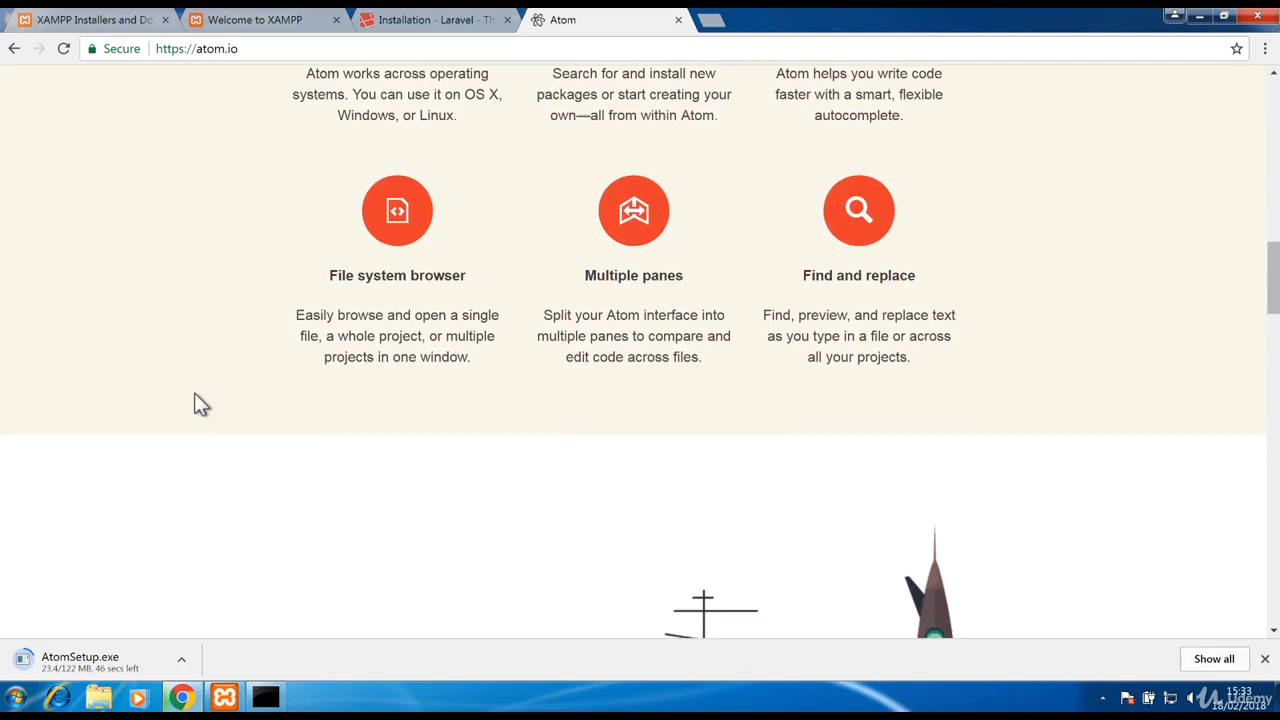 XAMPP Installers and Do
Welcome to XAMPP
Installation - Laravel - Th
Atom
Secure
https://atom.io
Atom works across operating
systems. You can use it on OS X,
Windows, or Linux.
Search for and install new
packages or start creating your
own—all from within Atom.
Atom helps you write code
faster with a smart, flexible
autocomplete.
File system browser
Easily browse and open a single
file, a whole project, or multiple
projects in one window.
Multiple panes
Split your Atom interface into
multiple panes to compare and
edit code across files.
Find and replace
Find, preview, and replace text
as you type in a file or across
all your projects.
AtomSetup.exe
23.4/122 MB, 46 secs left
Show all
15:33
18/02/2018
Udemy